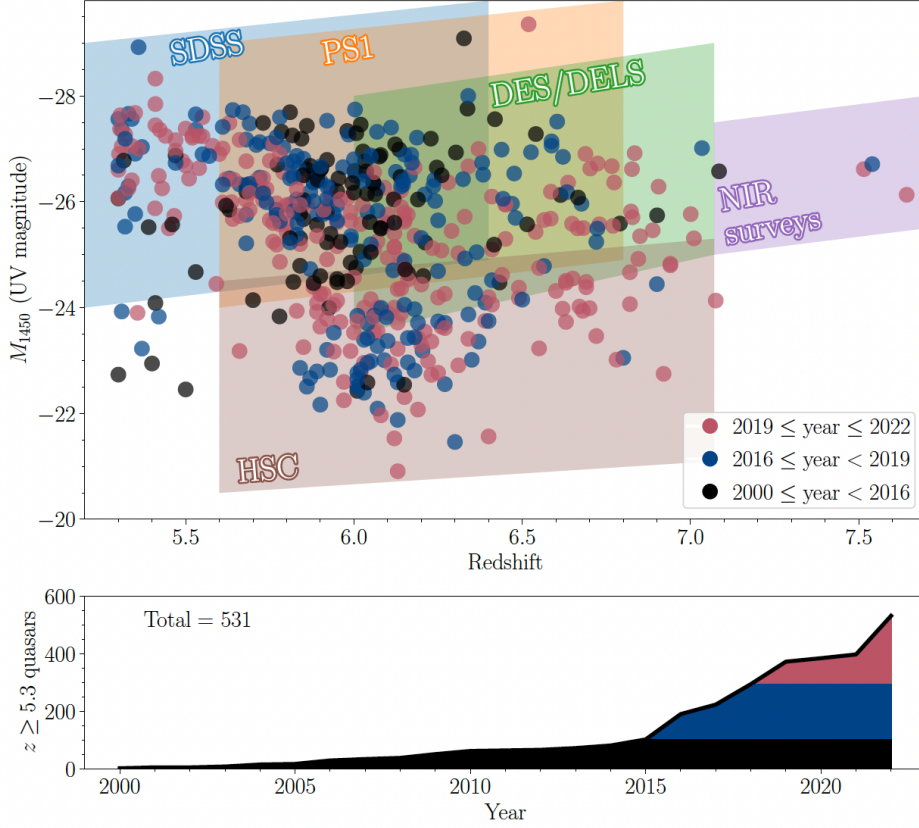 SDSS
PS1
DES/DELS
NIR
surveys
HSC
M1450 (UV magnitude)
−28
−26
−24
−22
−20
2019 ≤ year ≤ 2022
2016 ≤ year < 2019
2000 ≤ year < 2016
5.5 6.0 6.5 7.0 7.5
Redshift
z ≥ 5.3 quasars
600
400
200
0
Total = 531
2000 2005 2010 2015 2020
Year